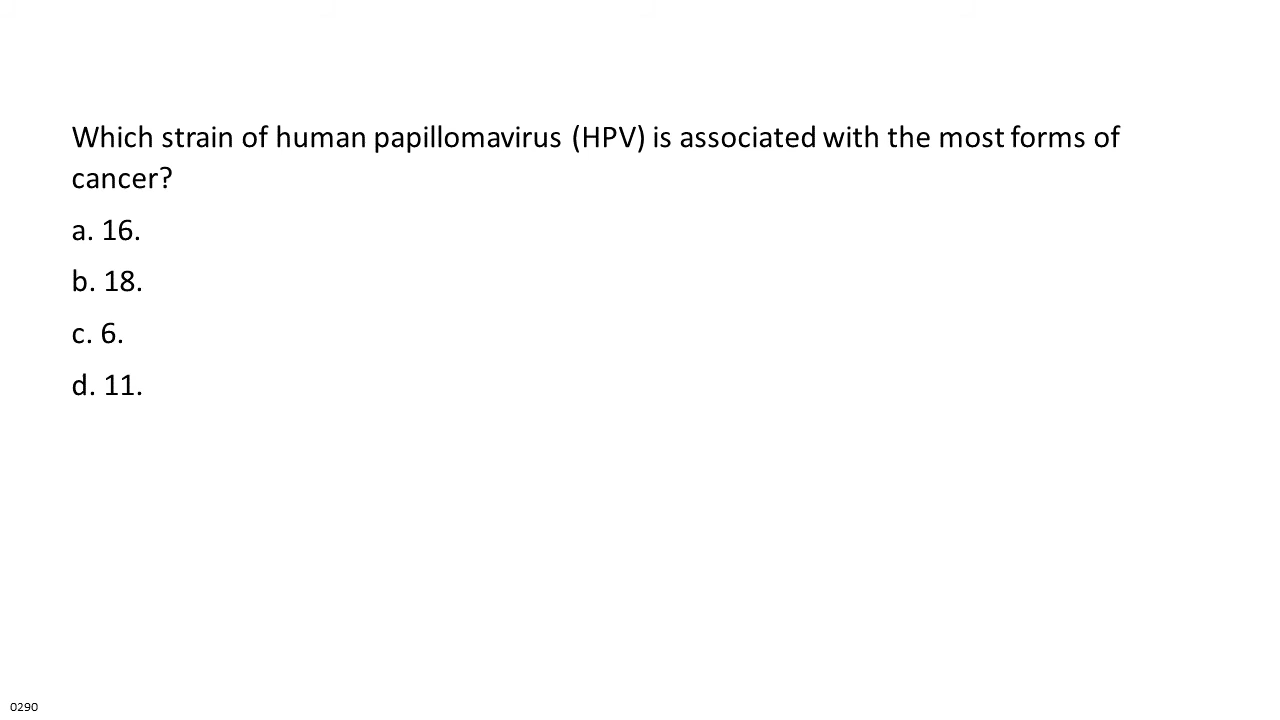 Which strain of human papillomavirus (HPV) is associated with the most forms of
cancer?
a. 16.
b. 18.
c. 6.
d. 11.
0290